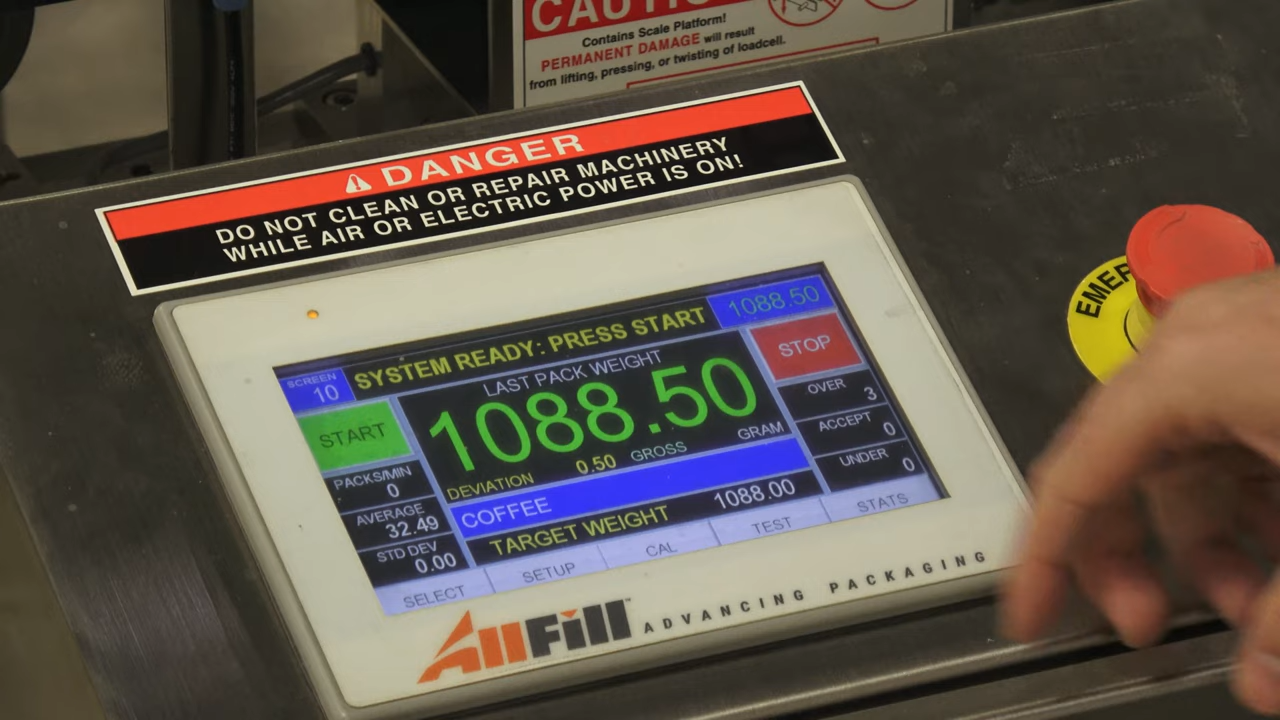 CAUTI
Contains Scale Platform!
PERMANENT DAMAGE will result
from lifting, pressing, or twisting of loadcell.
DANGER
DO NOT CLEAN OR REPAIR MACHINERY
WHILE AIR OR ELECTRIC POWER IS ON!
EMER
SCREEN
10
SYSTEM READY: PRESS START
1088.50
START
LAST PACK WEIGHT
1088.50
GROSS
GRAM
DEVIATION
0.50
STOP
OVER
3
ACCEPT
0
UNDER
0
PACKS/MIN
0
AVERAGE
32.49
STD DEV
0.00
COFFEE
TARGET WEIGHT
1088.00
SELECT
SETUP
CAL
TEST
STATS
AllFill ADVANCING PACKAGING